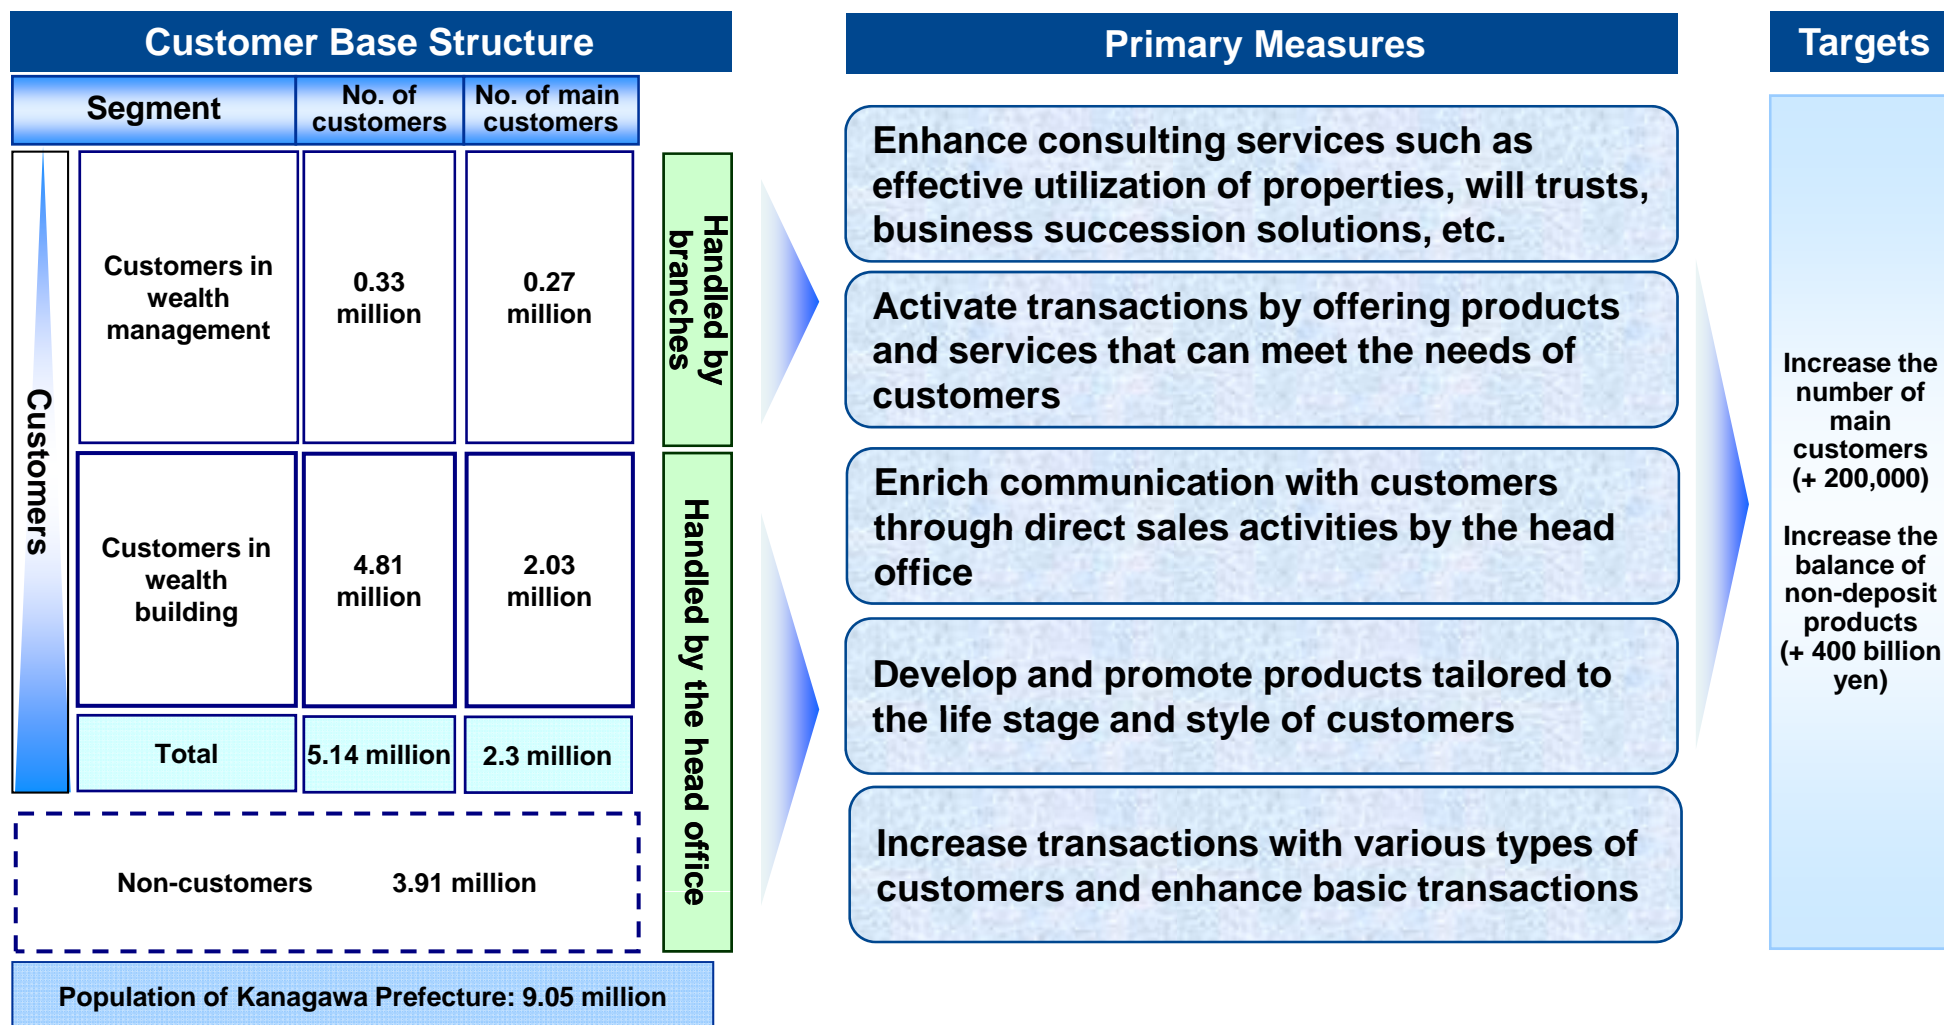 Customer Base Structure
Segment
No. of
customers
No. of main
customers
Customers
Customers in
wealth
management
0.33
million
0.27
million
Handled by
branches
Customers in
wealth
building
4.81
million
2.03
million
Handled by the head office
Total
5.14 million
2.3 million
Non-customers 3.91 million
Population of Kanagawa Prefecture: 9.05 million
Primary Measures
Enhance consulting services such as
effective utilization of properties, will trusts,
business succession solutions, etc.
Activate transactions by offering products
and services that can meet the needs of
customers
Enrich communication with customers
through direct sales activities by the head
office
Develop and promote products tailored to
the life stage and style of customers
Increase transactions with various types of
customers and enhance basic transactions
Targets
Increase the
number of
main
customers
(+ 200,000)
Increase the
balance of
non-deposit
products
(+ 400 billion
yen)